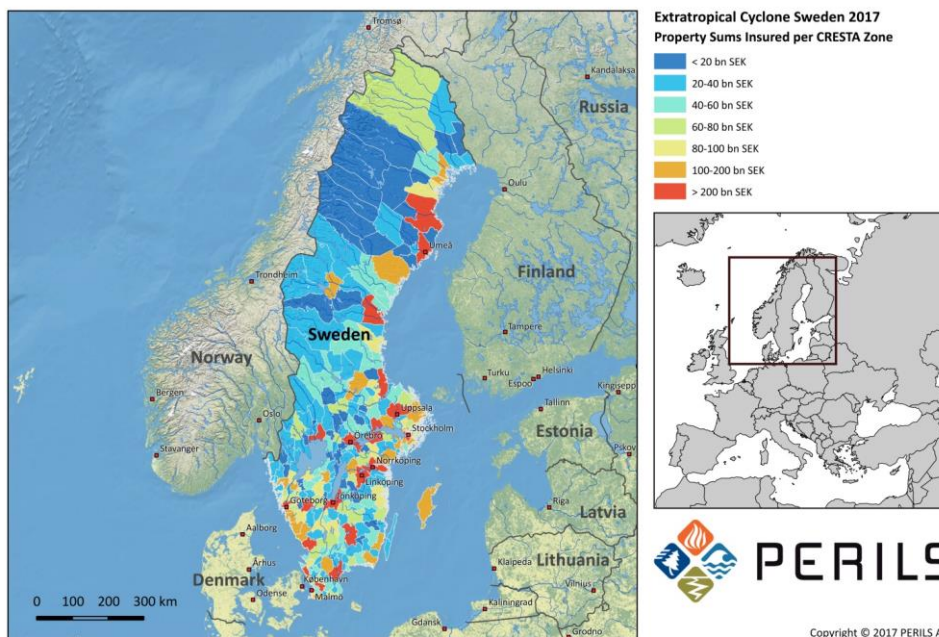 Extratropical Cyclone Sweden 2017
Property Sums Insured per CRESTA Zone
< 20 bn SEK
20-40 bn SEK
40-60 bn SEK
60-80 bn SEK
80-100 bn SEK
100-200 bn SEK
> 200 bn SEK
Tromsø
Kandalaksa
Russia
Oulu
Umeå
Trondheim
Finland
Sweden
Tampere
Norway
Turku
Helsinki
Espoo
Kingisepp
Bergen
Oslo
Uppsala
Tallinn
Stockholm
Örebro
Estonia
Stavanger
Norrköping
Pskov
Linköping
Göteborg
Jönköping
Riga
Latvia
Aalborg
Lithuania
Århus
Klaipeda
Denmark
København
Vilnius
Odense
Malmö
Kaliningrad
0 100 200 300 km
Gdansk
Grodno
PERILS
Copyright © 2017 PERILS A